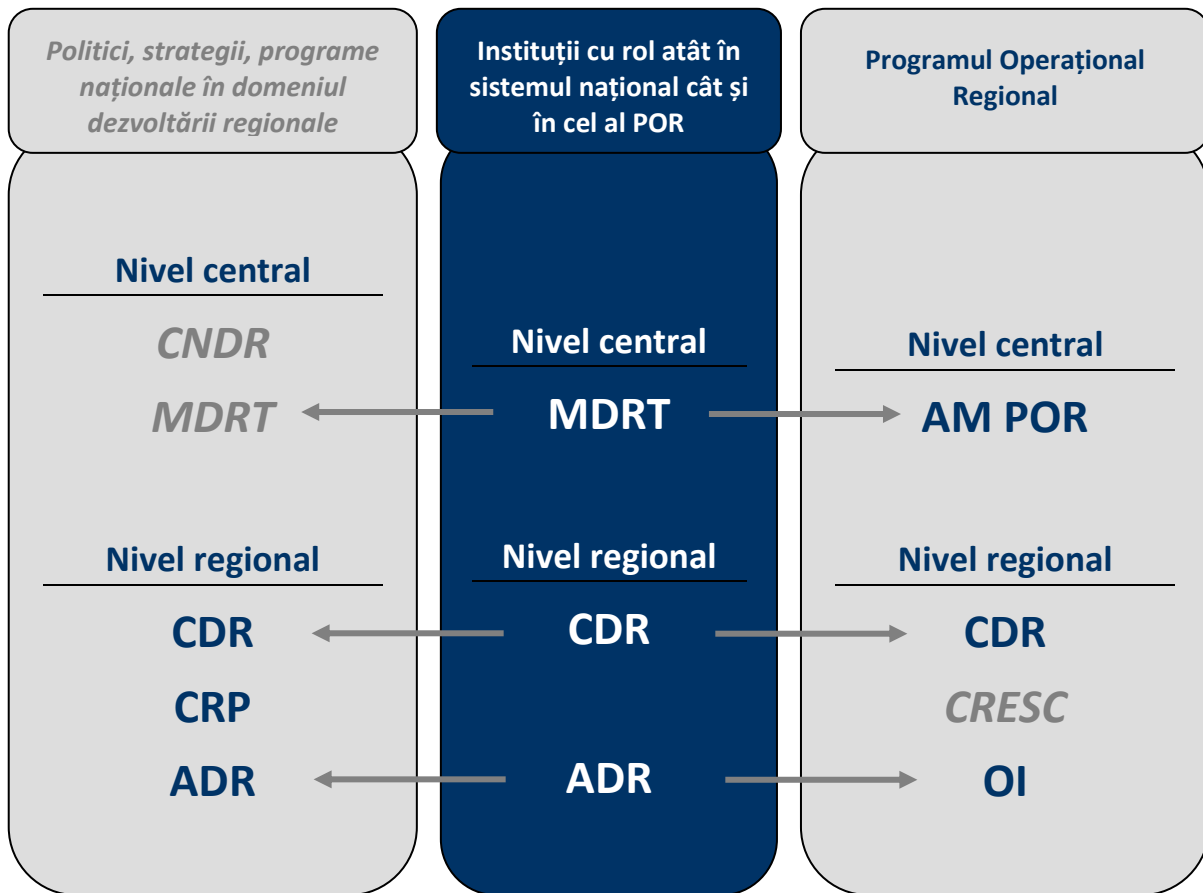 Politici, strategii, programe
naționale în domeniul
dezvoltării regionale
Nivel central
CNDR
MDRT
Nivel regional
CDR
CRP
ADR
Instituții cu rol atât în
sistemul național cât și
în cel al POR
Nivel central
MDRT
Nivel regional
CDR
ADR
Programul Operațional
Regional
Nivel central
AM POR
Nivel regional
CDR
CRESC
OI